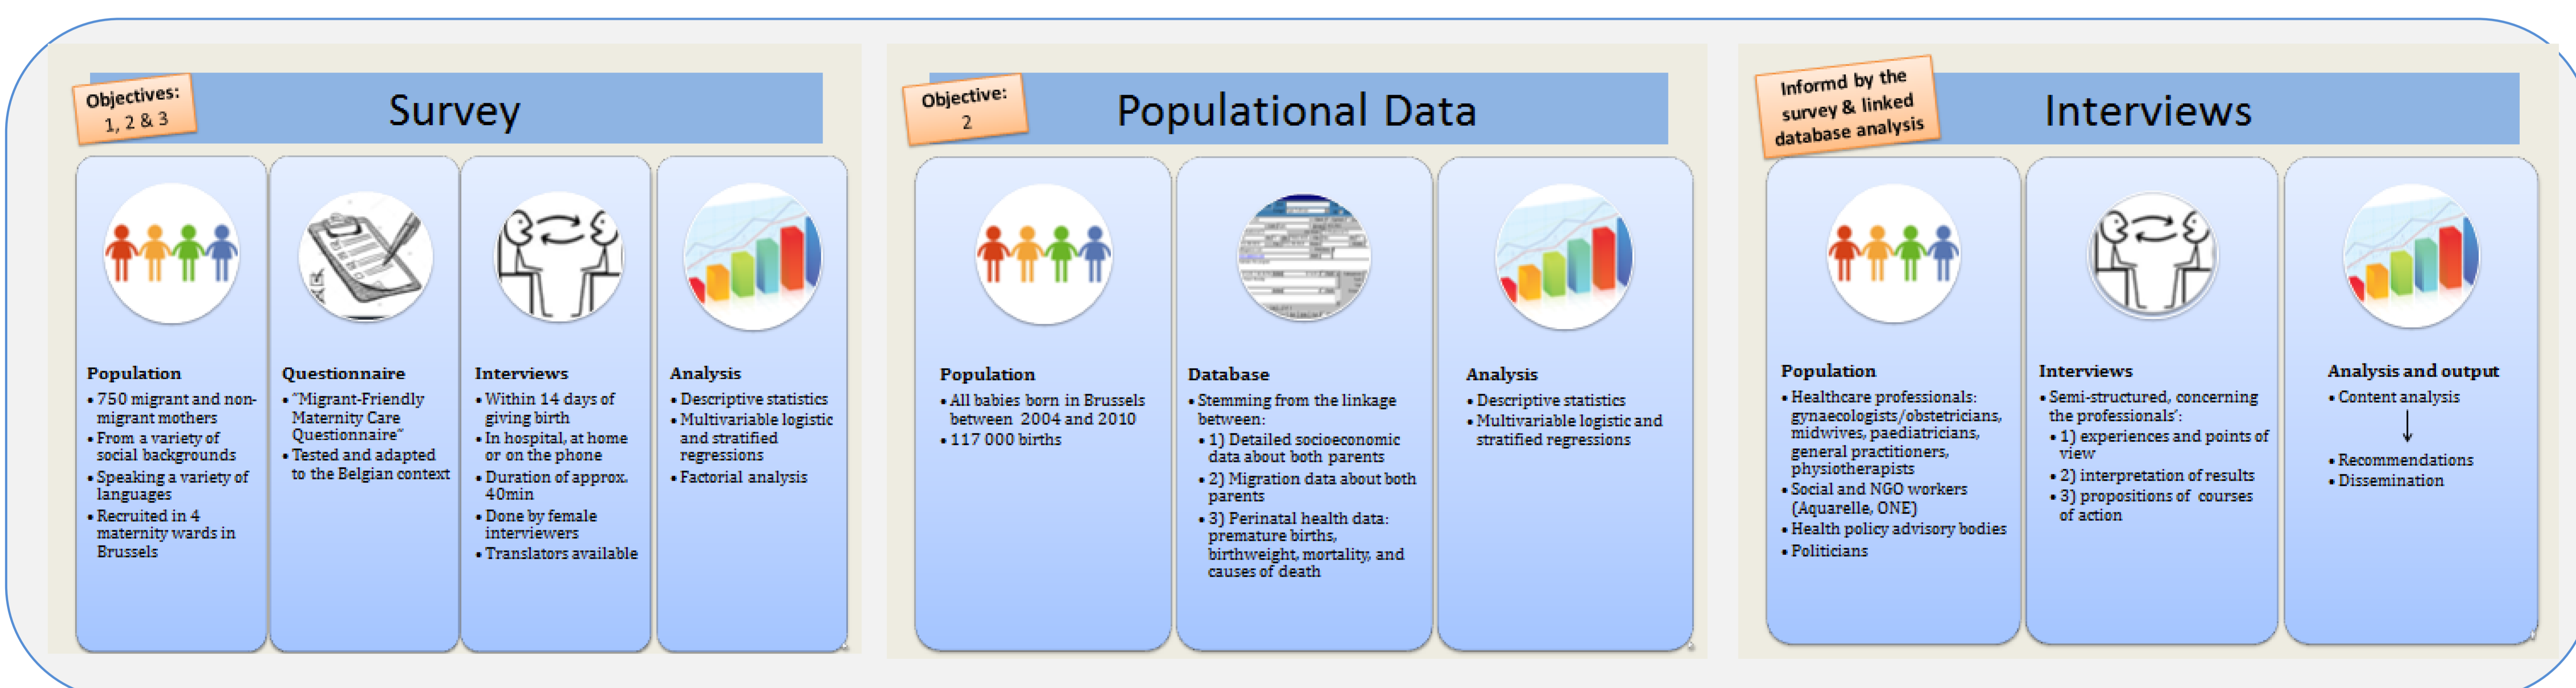 Objectives:
1, 2 & 3
Survey
Population
• 750 migrant and non-
migrant mothers
• From a variety of
social backgrounds
• Speaking a variety of
languages
• Recruited in 4
maternity wards in
Brussels
Questionnaire
• "Migrant-Friendly
Maternity Care
Questionnaire"
• Tested and adapted
to the Belgian context
Interviews
• Within 14 days of
giving birth
• In hospital, at home
or on the phone
• Duration of approx.
40min
• Done by female
interviewers
• Translators available
Analysis
• Descriptive statistics
• Multivariable logistic
and stratified
regressions
• Factorial analysis
Objective:
2
Populational Data
Population
• All babies born in Brussels
between 2004 and 2010
• 117 000 births
Database
• Stemming from the linkage
between:
• 1) Detailed socioeconomic
data about both parents
• 2) Migration data about both
parents
• 3) Perinatal health data:
premature births,
birthweight, mortality, and
causes of death
Analysis
• Descriptive statistics
• Multivariable logistic and
stratified regressions
Informd by the
survey & linked
database analysis
Interviews
Population
• Healthcare professionals:
gynaecologists/obstetricians,
midwives, paediatricians,
general practitioners,
physiotherapists
• Social and NGO workers
(Aquarelle, ONE)
• Health policy advisory bodies
• Politicians
Interviews
• Semi-structured, concerning
the professionals':
• 1) experiences and points of
view
• 2) interpretation of results
• 3) propositions of courses
of action
Analysis and output
• Content analysis
• Recommendations
• Dissemination